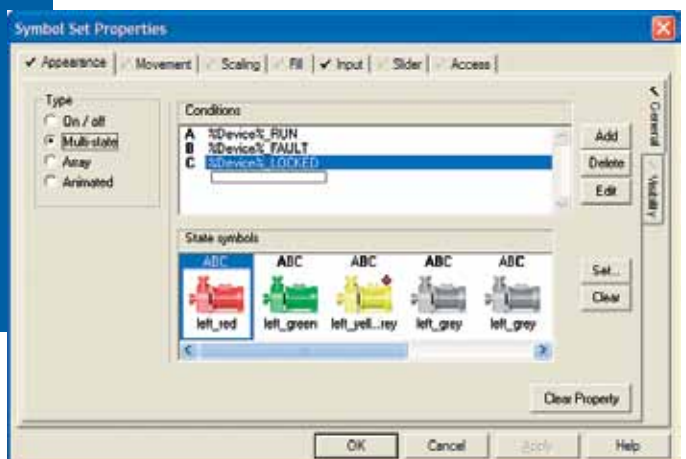 Symbol Set Properties
Appearance Movement Scaling Fill Input Slider Access
General
Visibility
Type
On / off
Multi-state
Array
Animated
Conditions
A %Device%_RUN
B %Device%_FAULT
C %Device%_LOCKED
Add
Delete
Edit
State symbols
ABC ABC ABC ABC ABC
left_red left_green left_yell...rey left_grey left_grey
Set...
Clear
Clear Property
OK Cancel Apply Help